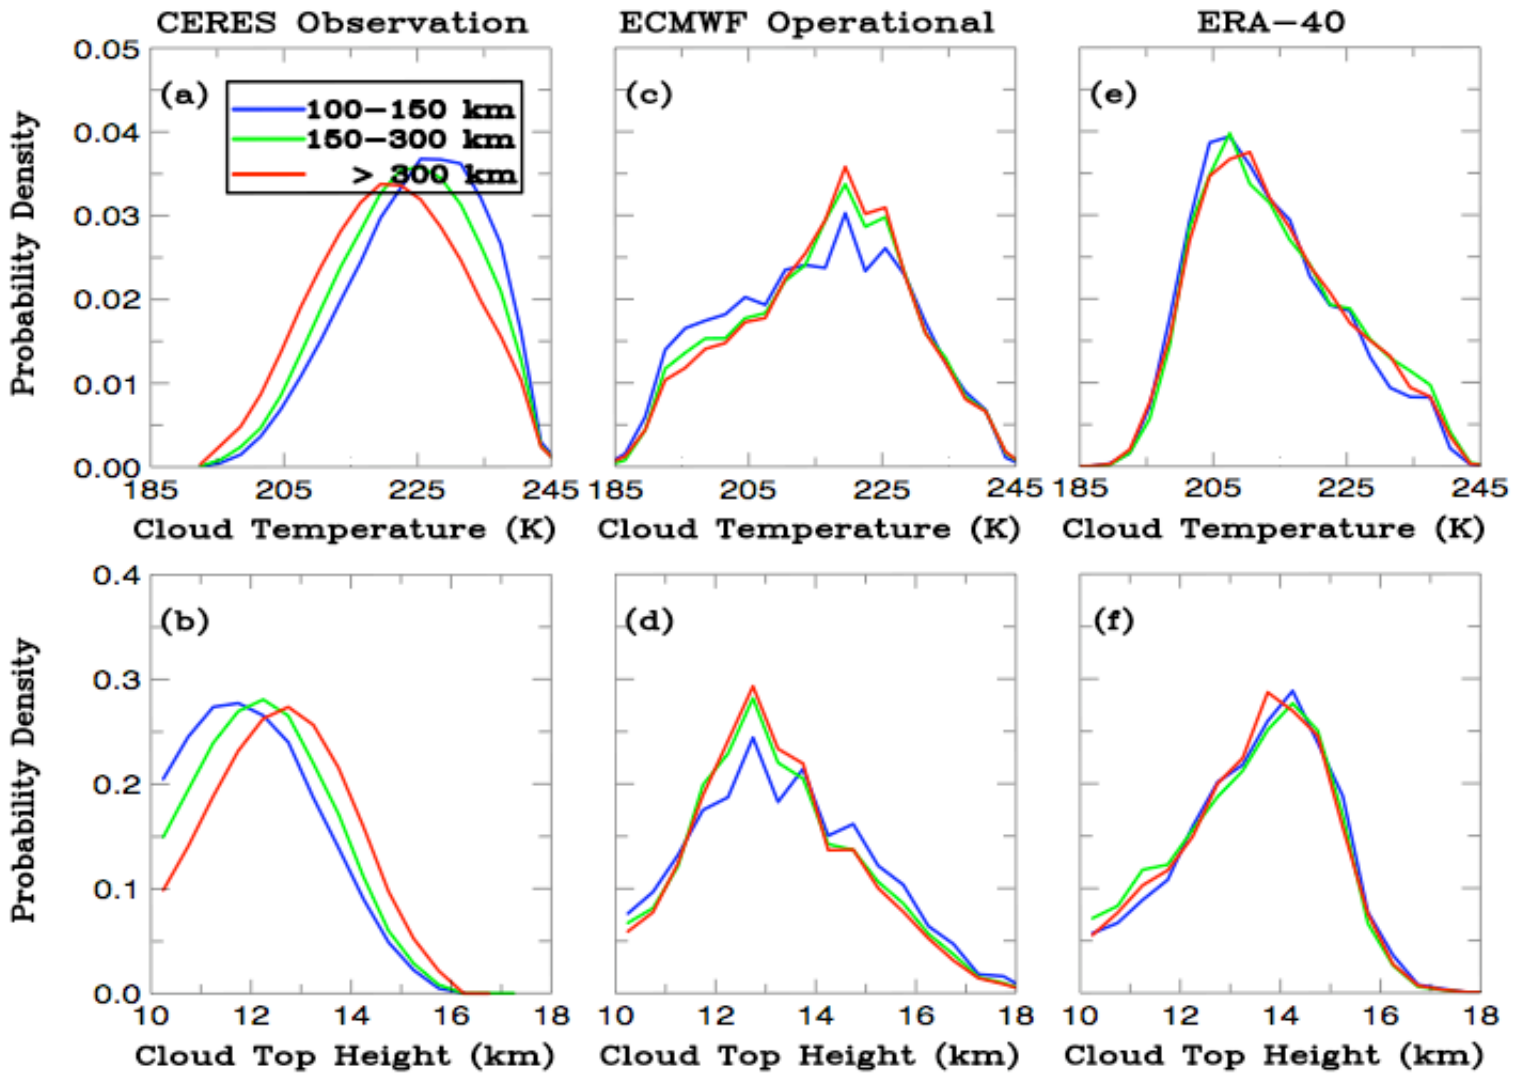 CERES Observation ECMWF Operational ERA-40
0.05
(a) (c) (e)
100-150 km
0.04
150-300 km
> 300 km
0.03
0.02
0.01
0.00
Probability Density
185 205 225 245 185 205 225 245 185 205 225 245
Cloud Temperature (K) Cloud Temperature (K) Cloud Temperature (K)
0.4
(b) (d) (f)
0.3
0.2
0.1
0.0
Probability Density
10 12 14 16 18 10 12 14 16 18 10 12 14 16 18
Cloud Top Height (km) Cloud Top Height (km) Cloud Top Height (km)